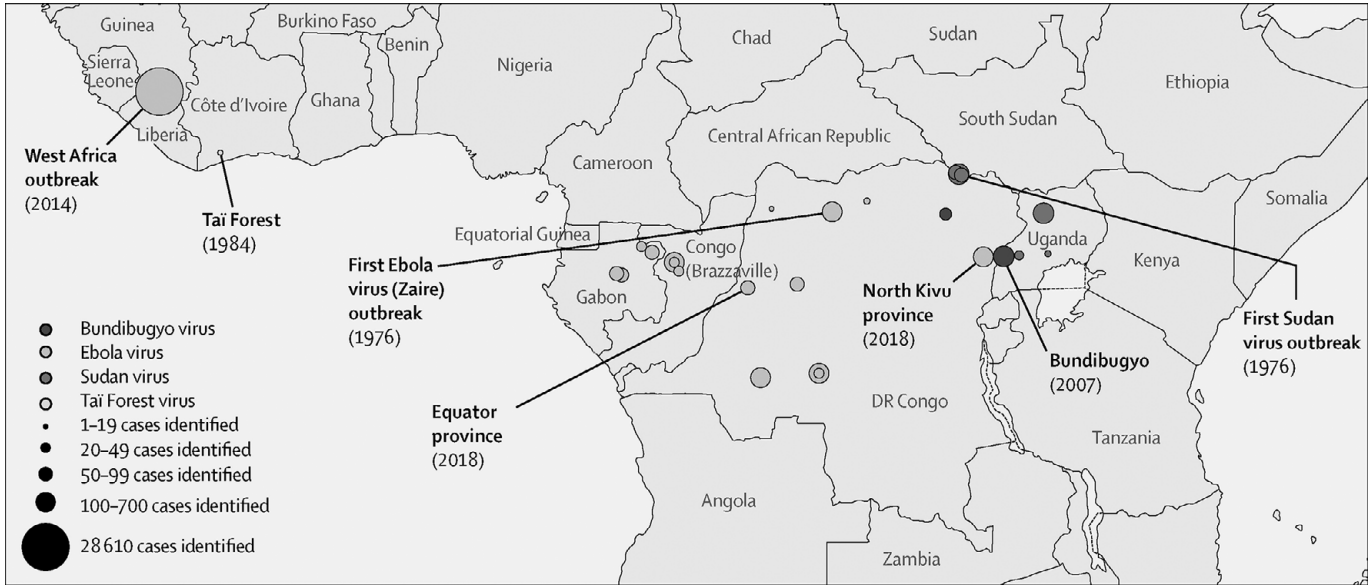 Guinea
Burkino Faso
Benin
Sierra
Leone
Côte d'Ivoire
Ghana
Liberia
Nigeria
Chad
Sudan
Ethiopia
South Sudan
Central African Republic
Cameroon
Somalia
Equatorial Guinea
Congo
(Brazzaville)
Gabon
Uganda
Kenya
DR Congo
Tanzania
Angola
Zambia
West Africa
outbreak
(2014)
Taï Forest
(1984)
First Ebola
virus (Zaire)
outbreak
(1976)
Equator
province
(2018)
North Kivu
province
(2018)
Bundibugyo
(2007)
First Sudan
virus outbreak
(1976)
Bundibugyo virus
Ebola virus
Sudan virus
Taï Forest virus
1–19 cases identified
20–49 cases identified
50–99 cases identified
100–700 cases identified
28 610 cases identified